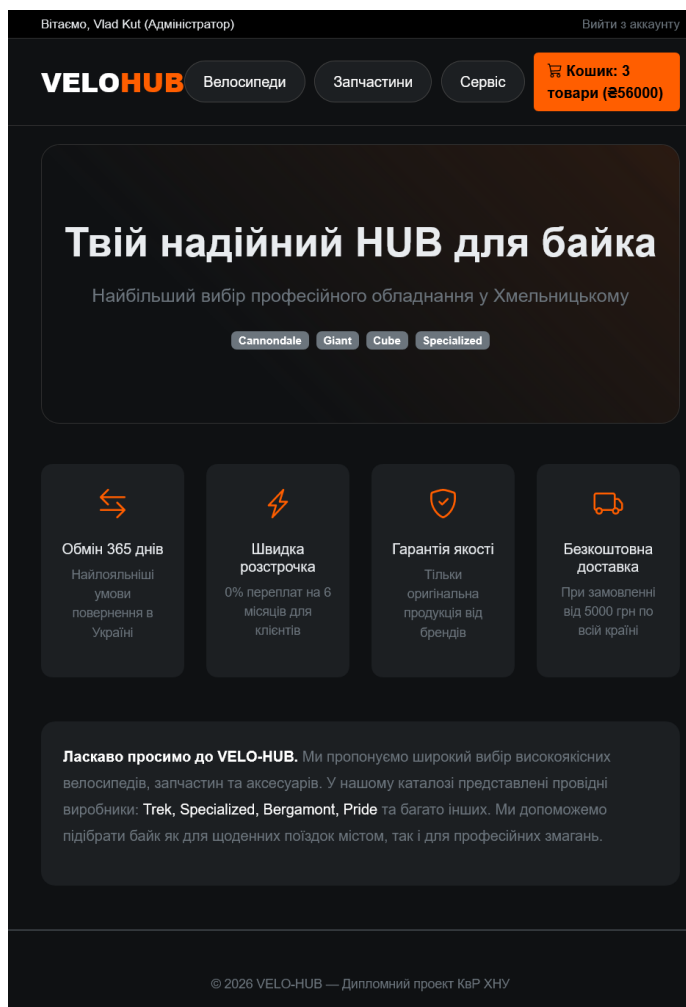 Вітаємо, Vlad Kut (Адміністратор)
Вийти з аккаунту
VELOHUB
Велосипеди
Запчастини
Сервіс
Кошик: 3
товари (₴56000)
Твій надійний HUB для байка
Найбільший вибір професійного обладнання у Хмельницькому
Cannondale Giant Cube Specialized
Обмін 365 днів
Найлояльніші
умови
повернення в
Україні
Швидка
розстрочка
0% переплат на 6
місяців для
клієнтів
Гарантія якості
Тільки
оригінальна
продукція від
брендів
Безкоштовна
доставка
При замовленні
від 5000 грн по
всій країні
Ласкаво просимо до VELO-HUB. Ми пропонуємо широкий вибір високоякісних
велосипедів, запчастин та аксесуарів. У нашому каталозі представлені провідні
виробники: Trek, Specialized, Bergamont, Pride та багато інших. Ми допоможемо
підібрати байк як для щоденних поїздок містом, так і для професійних змагань.
© 2026 VELO-HUB — Дипломний проект КвР ХНУ